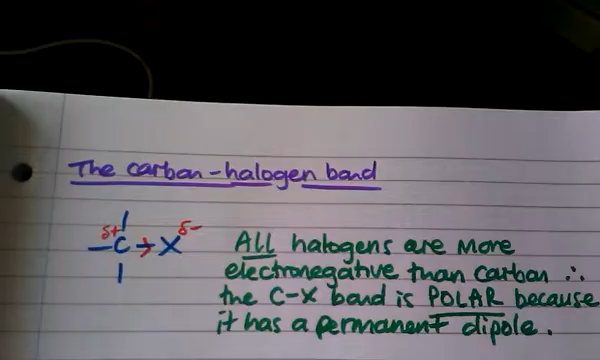 The carbon-halogen bond
δ+ δ-
C → X
ALL halogens are more
electronegative than carbon ∴
the C-X bond is POLAR because
it has a permanent dipole.